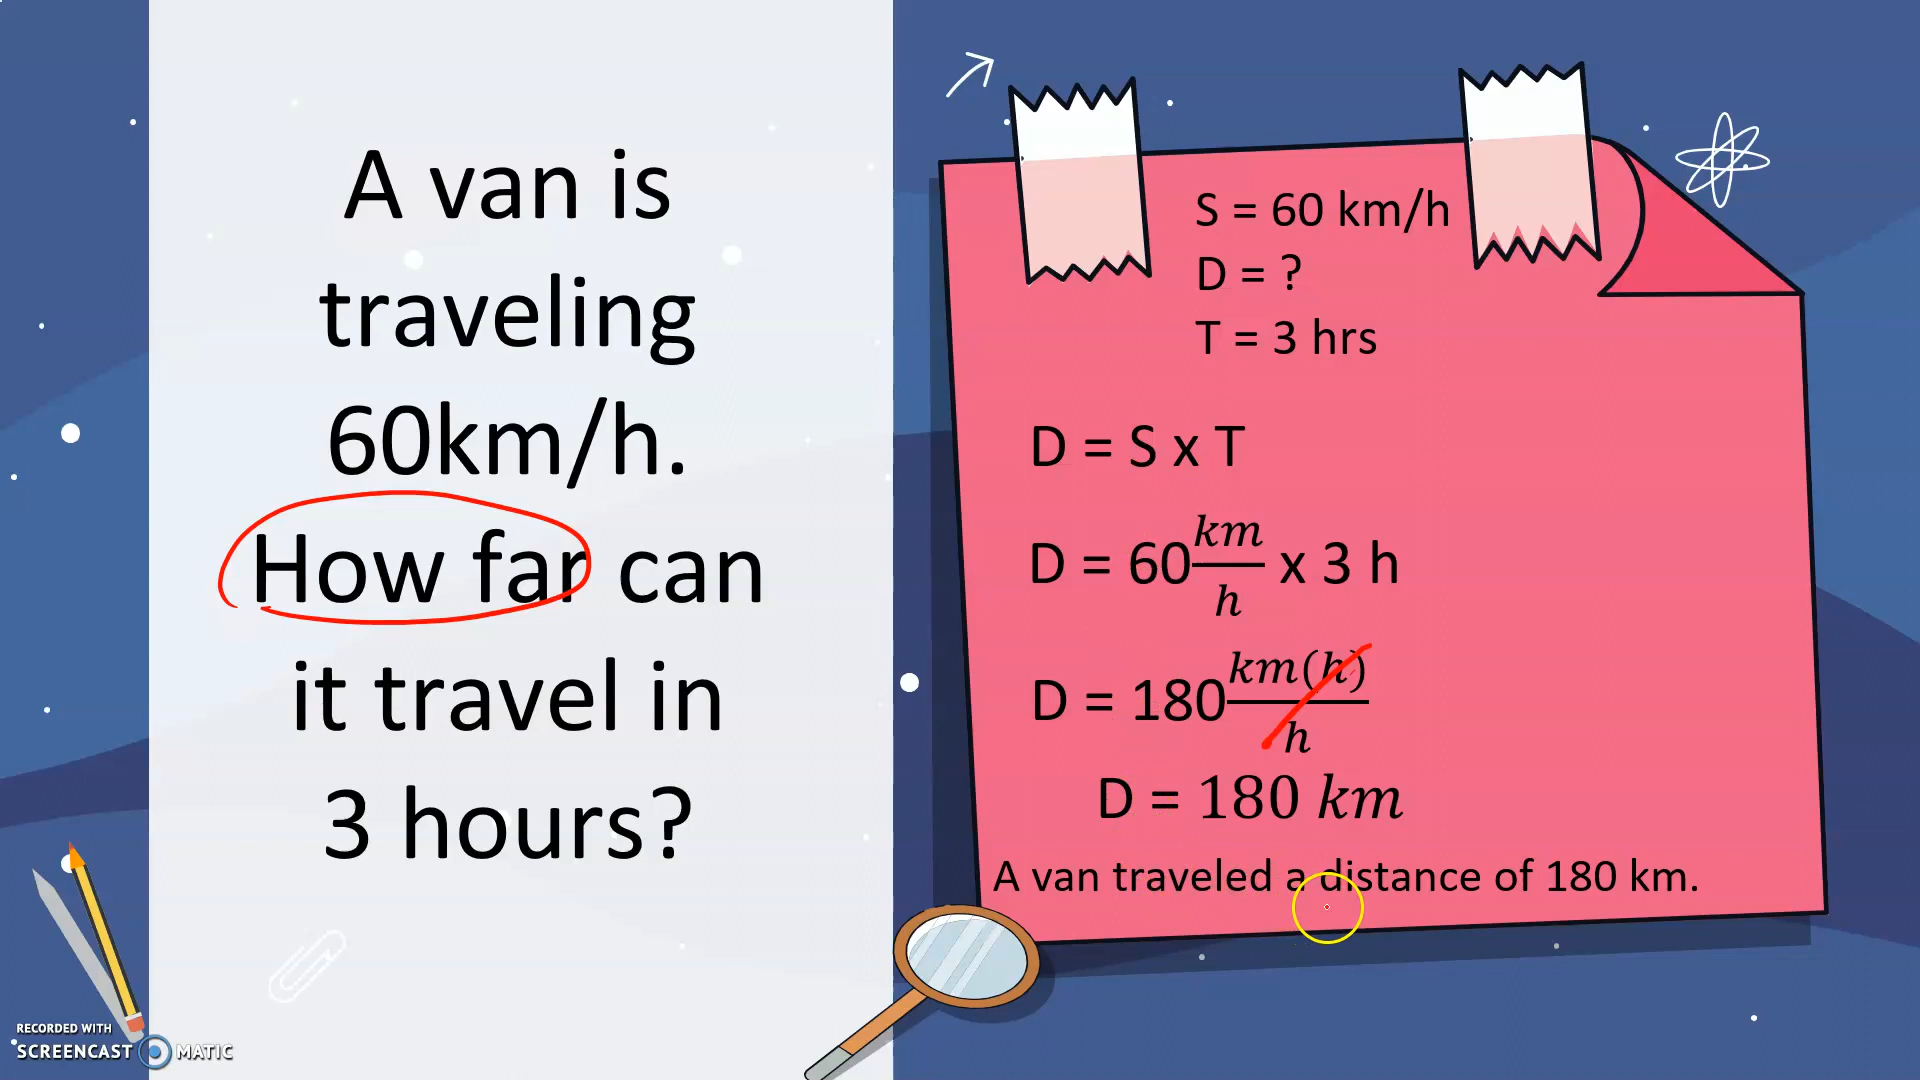 A van is
traveling
60km/h.
How far can
it travel in
3 hours?
S = 60 km/h
D = ?
T = 3 hrs
D = S x T
D = 60 km/h x 3 h
D = 180 km(h)/h
D = 180 km
A van traveled a distance of 180 km.
RECORDED WITH
SCREENCAST MATIC